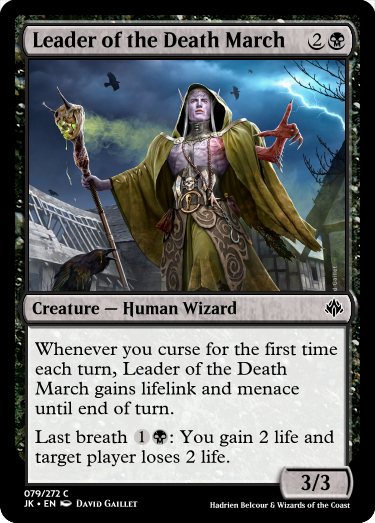 Leader of the Death March 2
Creature — Human Wizard
Whenever you curse for the first time
each turn, Leader of the Death
March gains lifelink and menace
until end of turn.
Last breath 1: You gain 2 life and
target player loses 2 life.
3/3
079/272 C
JK • EN DAVID GAILLET
Hadrien Belcour & Wizards of the Coast